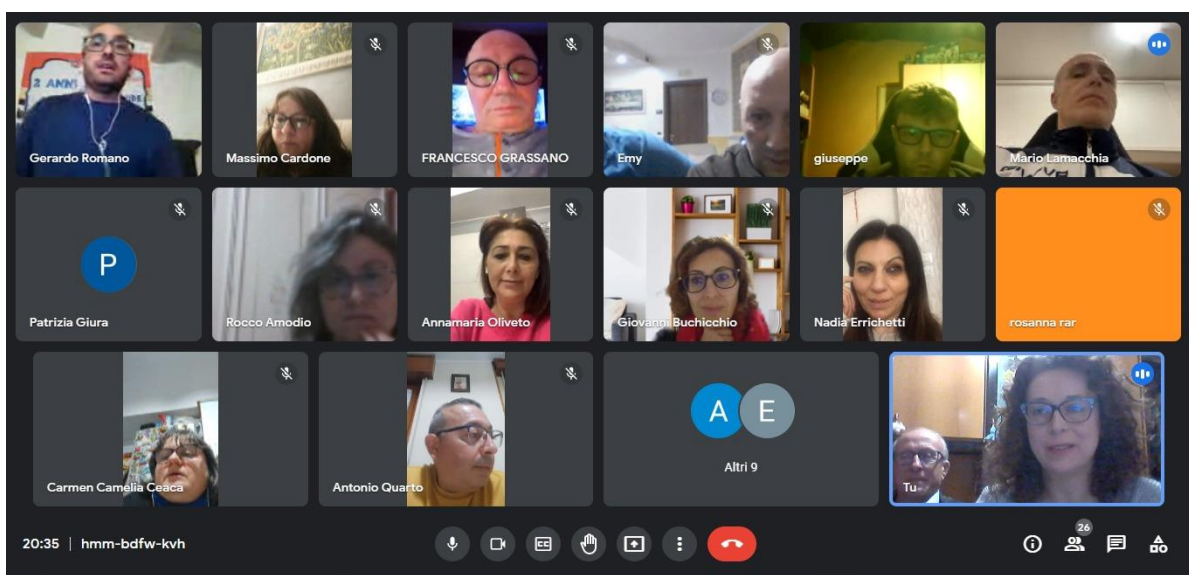 2 ANNI
Gerardo Romano
Massimo Cardone
FRANCESCO GRASSANO
Emy
giuseppe
Mario Lamacchia
P
Patrizia Giura
Rocco Amodio
Annamaria Oliveto
Giovanni Buchicchio
Nadia Errichetti
rosanna rar
Carmen Camelia Ceaca
Antonio Quarto
A E
Altri 9
Tu
20:35 | hmm-bdfw-kvh
CC
26